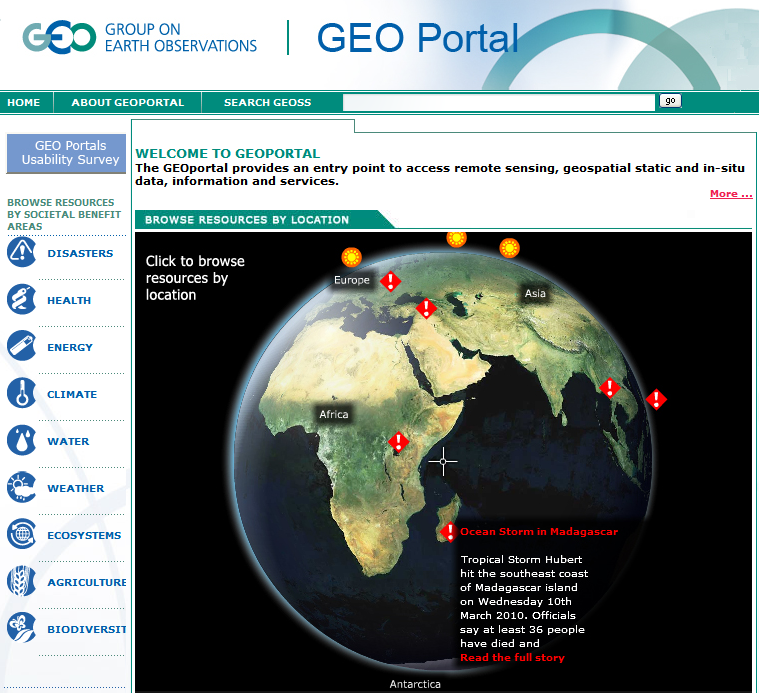 GEO GROUP ON
EARTH OBSERVATIONS
GEO Portal
HOME ABOUT GEOPORTAL SEARCH GEOSS go
GEO Portals
Usability Survey
BROWSE RESOURCES
BY SOCIETAL BENEFIT
AREAS
DISASTERS
HEALTH
ENERGY
CLIMATE
WATER
WEATHER
ECOSYSTEMS
AGRICULTURE
BIODIVERSIT
WELCOME TO GEOPORTAL
The GEOportal provides an entry point to access remote sensing, geospatial static and in-situ
data, information and services.
More ...
BROWSE RESOURCES BY LOCATION
Click to browse
resources by
location
Europe
Asia
Africa
Ocean Storm in Madagascar
Tropical Storm Hubert
hit the southeast coast
of Madagascar island
on Wednesday 10th
March 2010. Officials
say at least 36 people
have died and
Read the full story
Antarctica